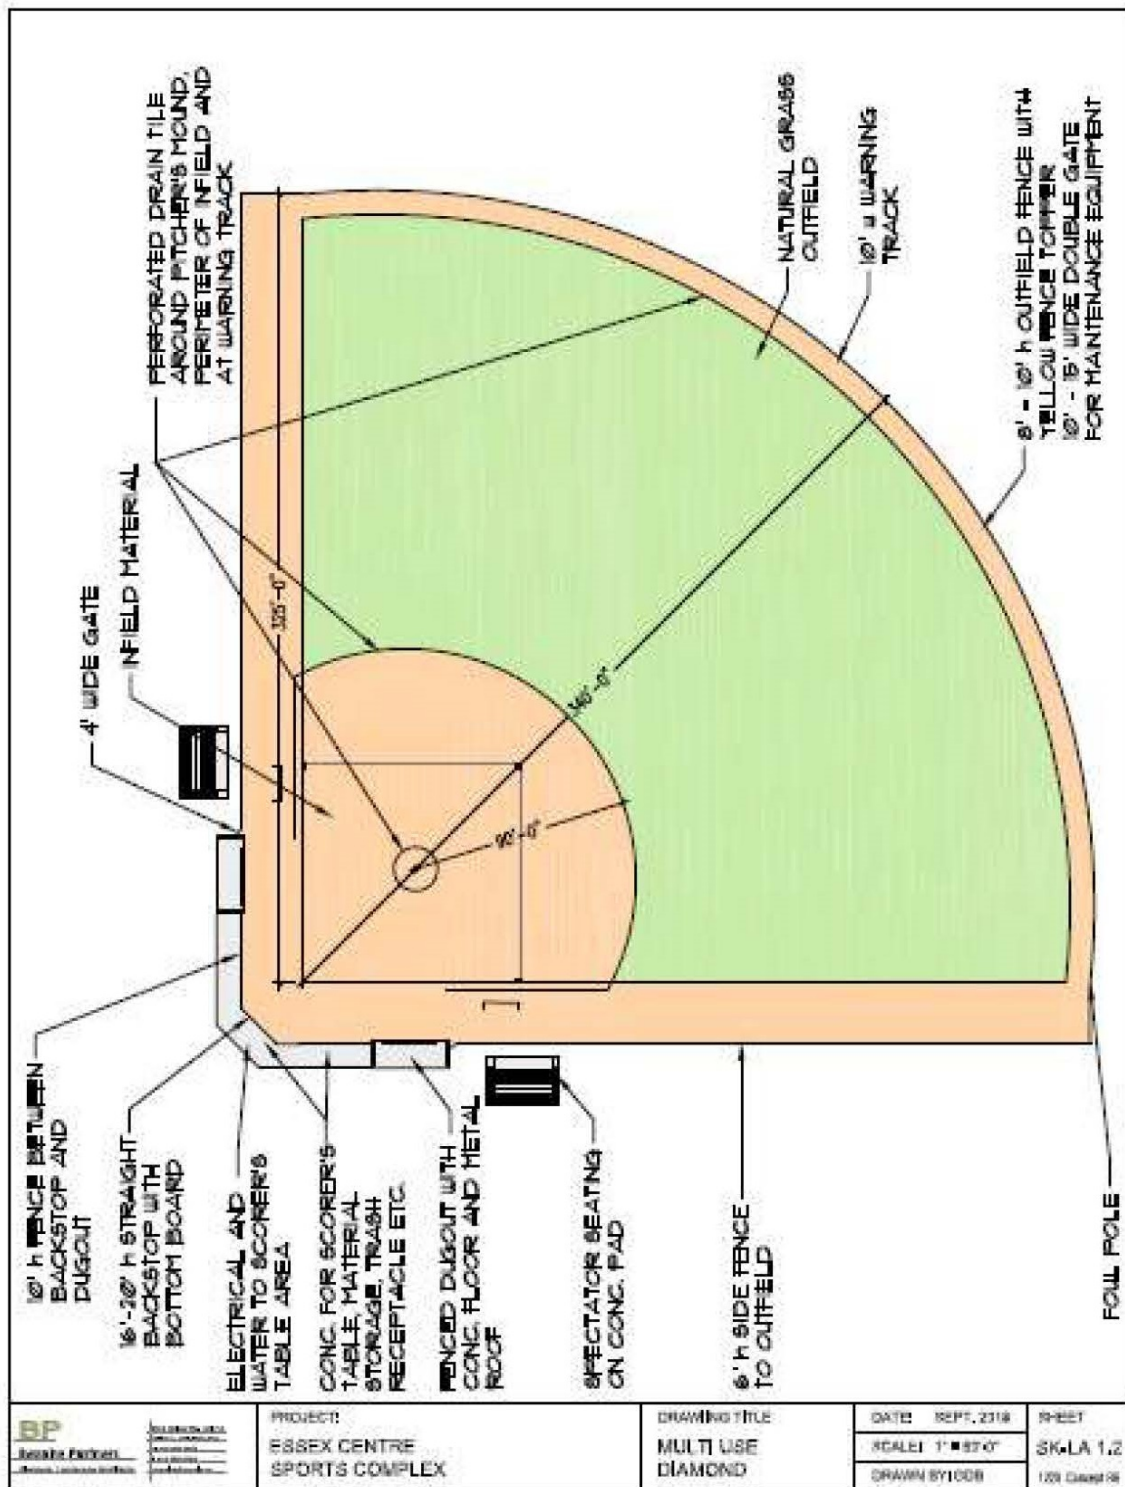 PERFORATED DRAIN TILE
AROUND PITCHER'S MOUND,
PERIMETER OF INFIELD AND
AT WARNING TRACK
INFIELD MATERIAL
4' WIDE GATE
NATURAL GRASS
OUTFIELD
10' w WARNING
TRACK
8' - 10' h OUTFIELD FENCE WITH
YELLOW FENCE TOPPER
10' - 15' WIDE DOUBLE GATE
FOR MAINTENANCE EQUIPMENT
325'-0"
340'-0"
90'-0"
10' h FENCE BETWEEN
BACKSTOP AND
DUGOUT
16'-20' h STRAIGHT
BACKSTOP WITH
BOTTOM BOARD
ELECTRICAL AND
WATER TO SCORER'S
TABLE AREA
CONC. FOR SCORER'S
TABLE, MATERIAL
STORAGE, TRASH
RECEPTACLE ETC.
FENCED DUGOUT WITH
CONC. FLOOR AND METAL
ROOF
SPECTATOR SEATING
ON CONC. PAD
6' h SIDE FENCE
TO OUTFIELD
FOUL POLE
BP
Bezaire Partners
PROJECT:
ESSEX CENTRE
SPORTS COMPLEX
DRAWING TITLE
MULTI USE
DIAMOND
DATE: SEPT, 2018
SCALE:
DRAWN BY:
SHEET
SK-LA 1.2